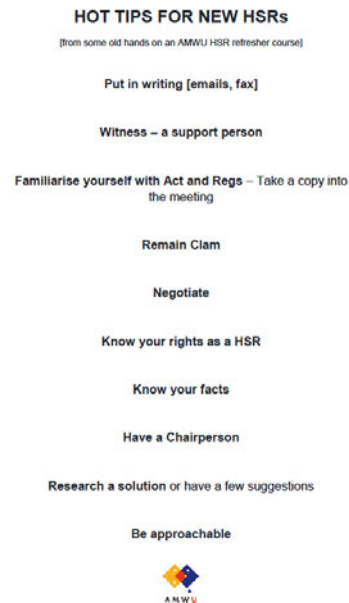 HOT TIPS FOR NEW HSRs
[from some old hands on an AMWU HSR refresher course]
Put in writing [emails, fax]
Witness – a support person
Familiarise yourself with Act and Regs – Take a copy into
the meeting
Remain Clam
Negotiate
Know your rights as a HSR
Know your facts
Have a Chairperson
Research a solution or have a few suggestions
Be approachable
AMWU